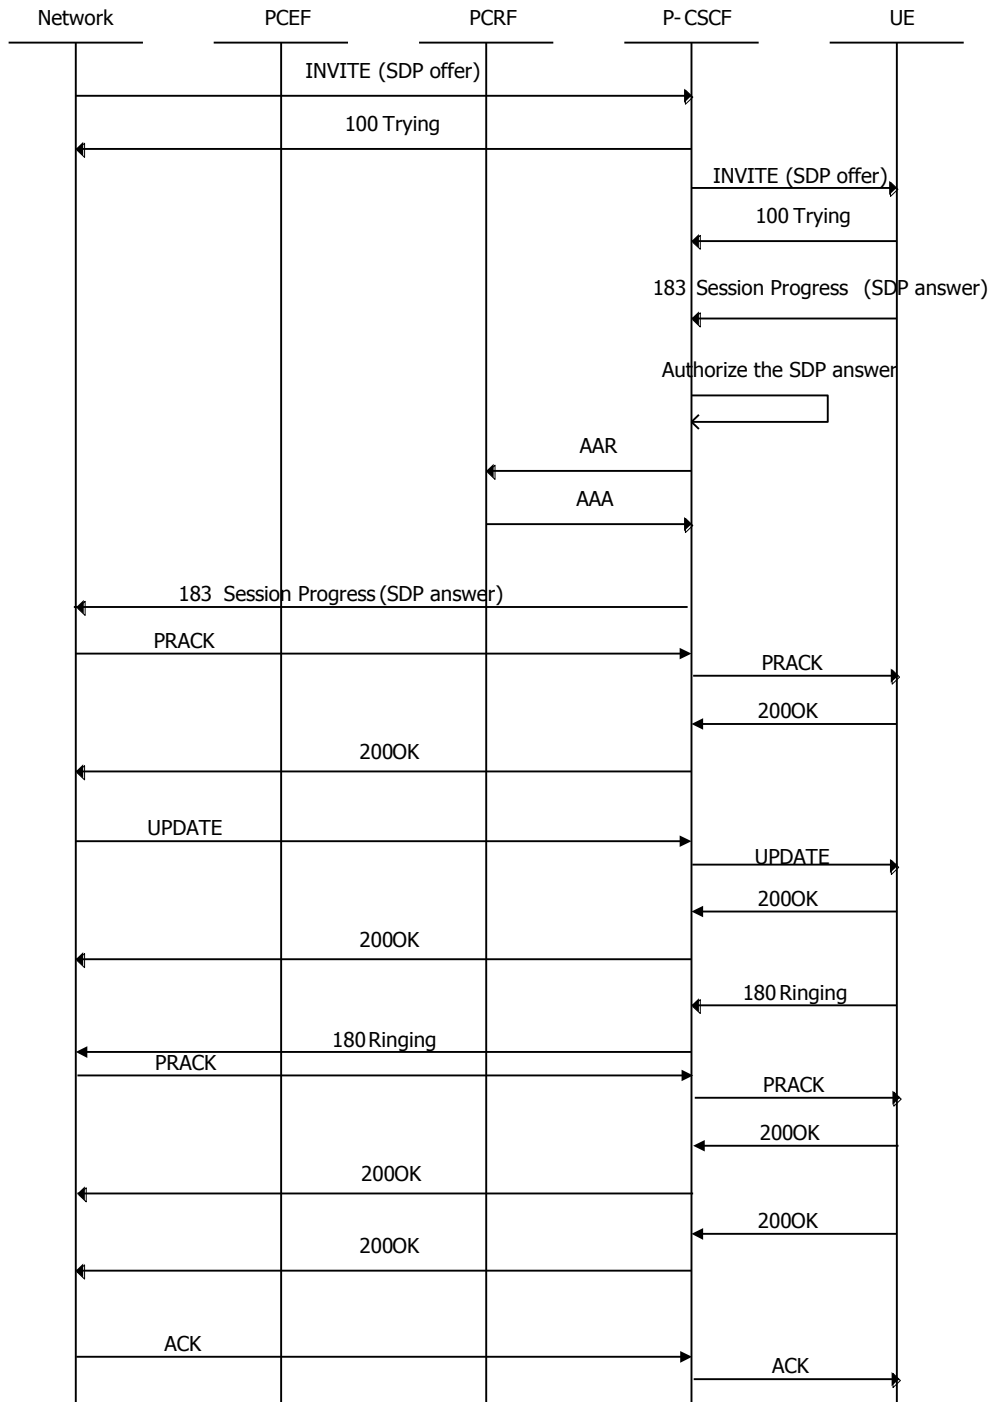 Network PCEF PCRF P-CSCF UE
INVITE (SDP offer)
100 Trying
INVITE (SDP offer)
100 Trying
183 Session Progress (SDP answer)
Authorize the SDP answer
AAR
AAA
183 Session Progress (SDP answer)
PRACK
PRACK
200OK
200OK
UPDATE
UPDATE
200OK
200OK
180 Ringing
180 Ringing
PRACK
PRACK
200OK
200OK
200OK
200OK
ACK
ACK